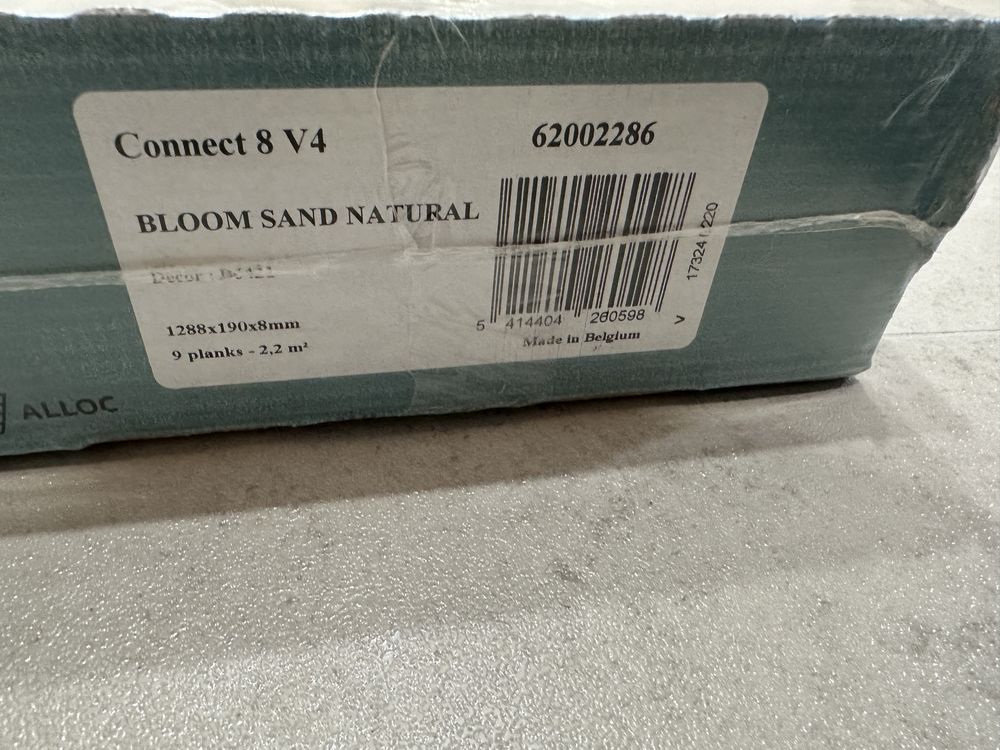 Connect 8 V4
62002286
BLOOM SAND NATURAL
Decor :
1288x190x8mm
9 planks - 2,2 m²
5 414404 260598 >
Made in Belgium
ALLOC